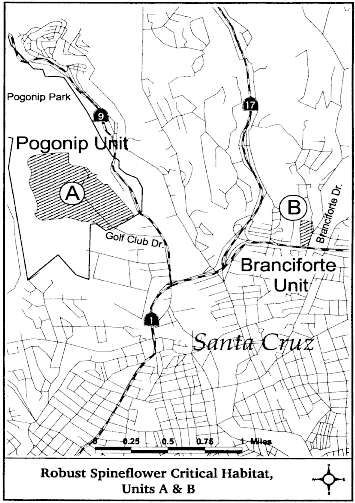 17
Pogonip Park
9
Pogonip Unit
A
B
Branciforte Dr.
Golf Club Dr.
Branciforte
Unit
1
Santa Cruz
0 0.25 0.5 0.75 1 Miles
Robust Spineflower Critical Habitat,
Units A & B